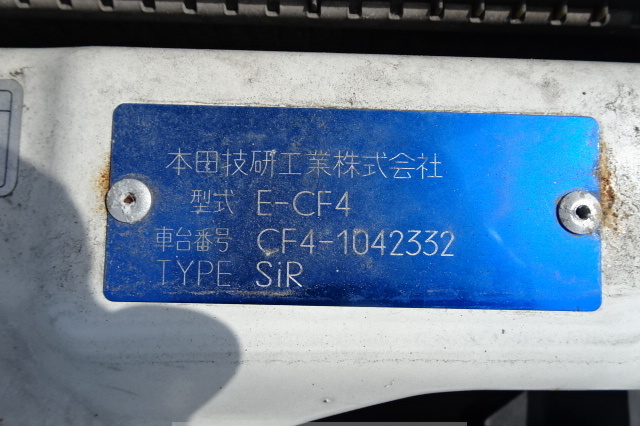 本田技研工業株式会社
型式 E-CF4
車台番号 CF4-1042332
TYPE SiR